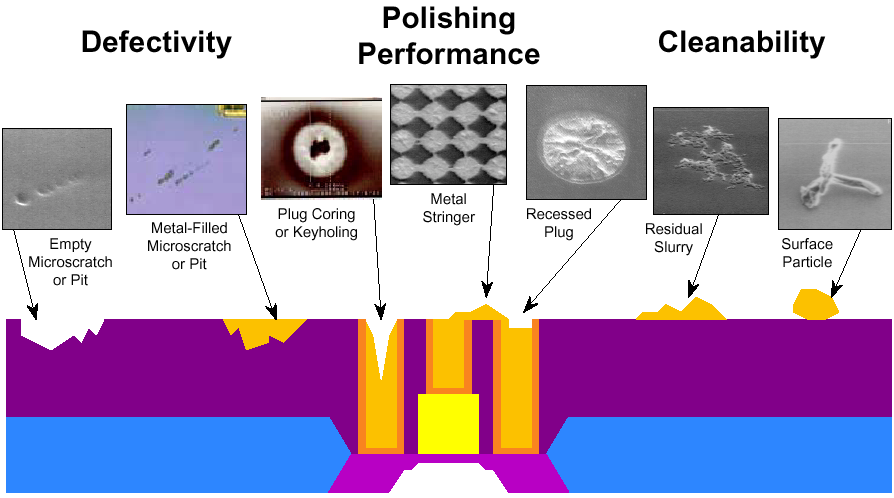 Defectivity
Polishing
Performance
Cleanability
Empty
Microscratch
or Pit
Metal-Filled
Microscratch
or Pit
Plug Coring
or Keyholing
Metal
Stringer
Recessed
Plug
Residual
Slurry
Surface
Particle